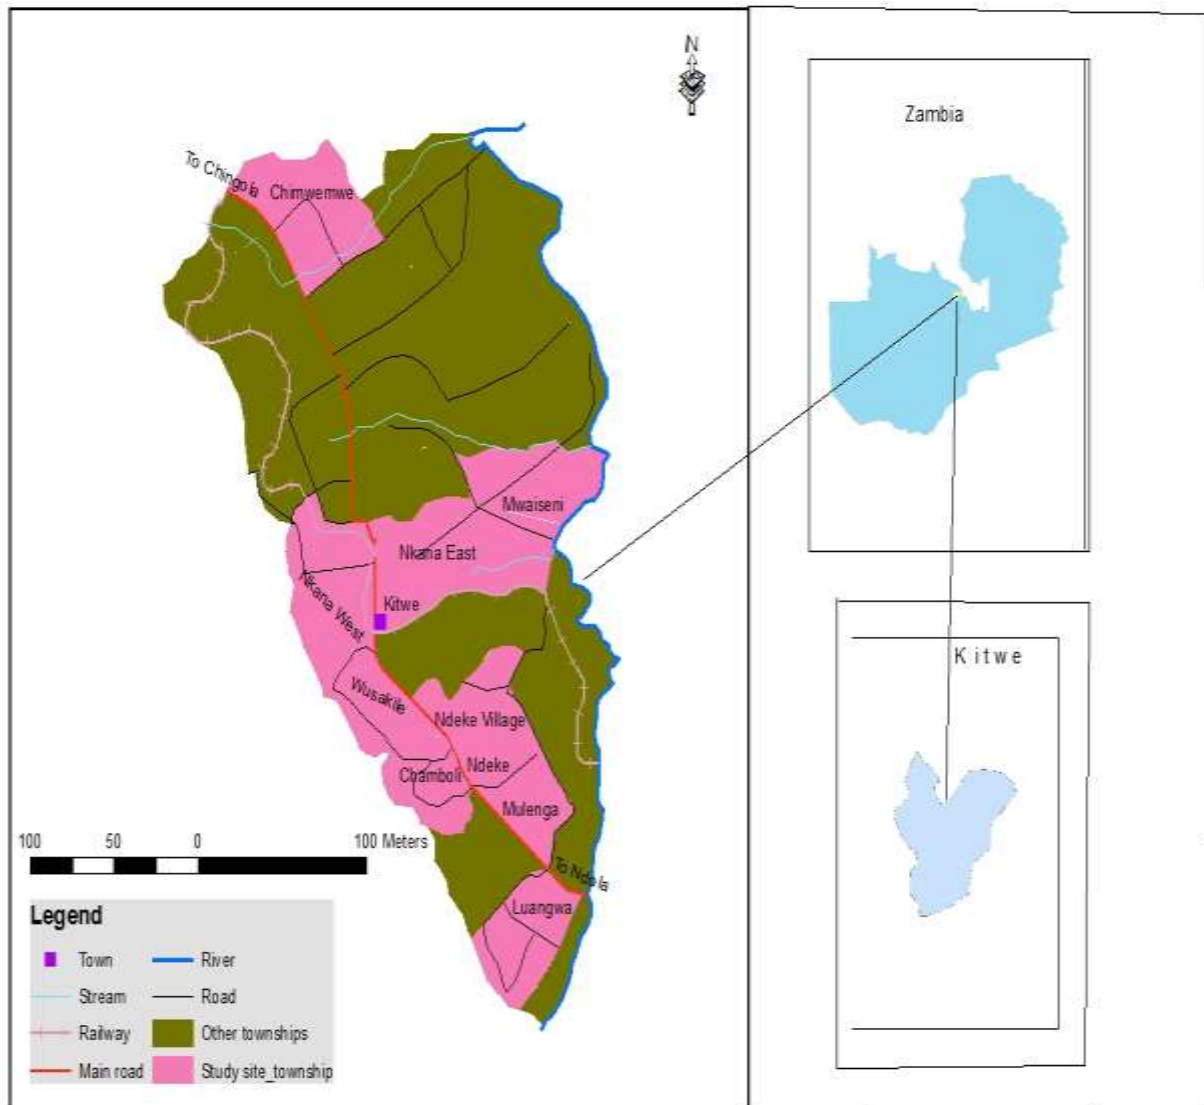 N
Zambia
To Chingola
Chimwemwe
Mwaiseni
Nkana East
Nkana West
Kitwe
Kitwe
Wusakile
Ndeke Village
Chamboli
Ndeke
Mulenga
100 50 0 100 Meters
To Ndola
Luangwa
Legend
Town River
Stream Road
Railway Other townships
Main road Study site_township